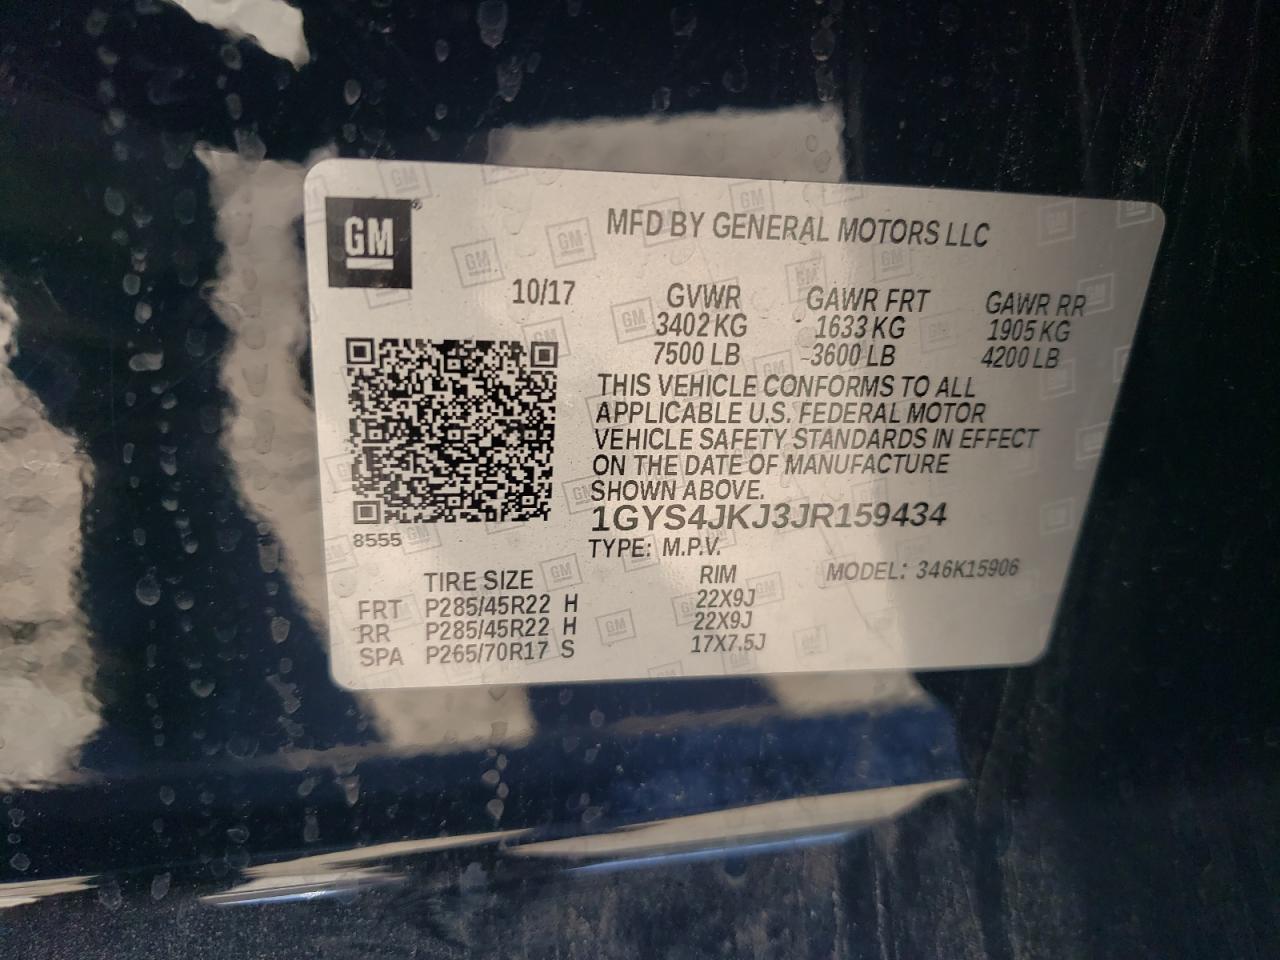 GM®
MFD BY GENERAL MOTORS LLC
10/17 GVWR GAWR FRT GAWR RR
3402 KG 1633 KG 1905 KG
7500 LB 3600 LB 4200 LB
THIS VEHICLE CONFORMS TO ALL
APPLICABLE U.S. FEDERAL MOTOR
VEHICLE SAFETY STANDARDS IN EFFECT
ON THE DATE OF MANUFACTURE
SHOWN ABOVE.
1GYS4JKJ3JR159434
8555
TYPE: M.P.V.
MODEL: 346K15906
TIRE SIZE RIM
FRT P285/45R22 H 22X9J
RR P285/45R22 H 22X9J
SPA P265/70R17 S 17X7.5J